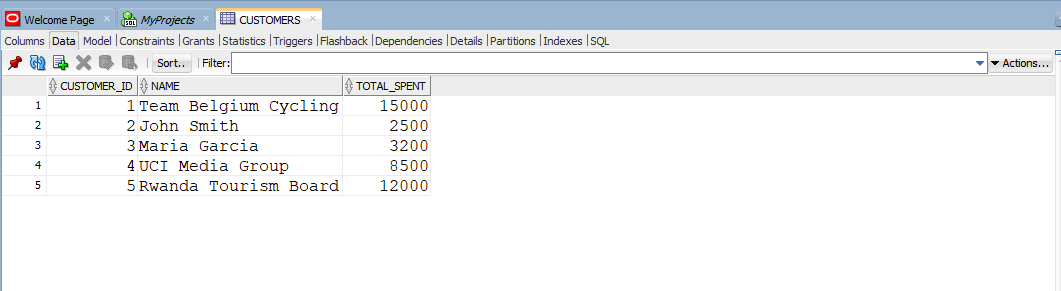 Welcome Page MyProjects CUSTOMERS
Columns Data Model Constraints Grants Statistics Triggers Flashback Dependencies Details Partitions Indexes SQL
Sort.. Filter: Actions...
CUSTOMER_ID NAME TOTAL_SPENT
1 1 Team Belgium Cycling 15000
2 2 John Smith 2500
3 3 Maria Garcia 3200
4 4 UCI Media Group 8500
5 5 Rwanda Tourism Board 12000